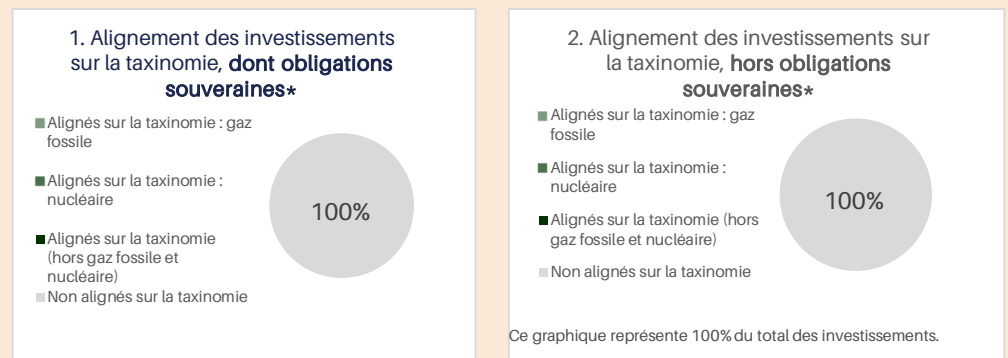 1. Alignement des investissements
sur la taxinomie, dont obligations
souveraines*
Alignés sur la taxinomie : gaz
fossile
Alignés sur la taxinomie :
nucléaire
Alignés sur la taxinomie
(hors gaz fossile et
nucléaire)
Non alignés sur la taxinomie
100%
2. Alignement des investissements sur
la taxinomie, hors obligations
souveraines*
Alignés sur la taxinomie : gaz
fossile
Alignés sur la taxinomie :
nucléaire
Alignés sur la taxinomie (hors
gaz fossile et nucléaire)
Non alignés sur la taxinomie
100%
Ce graphique représente 100% du total des investissements.